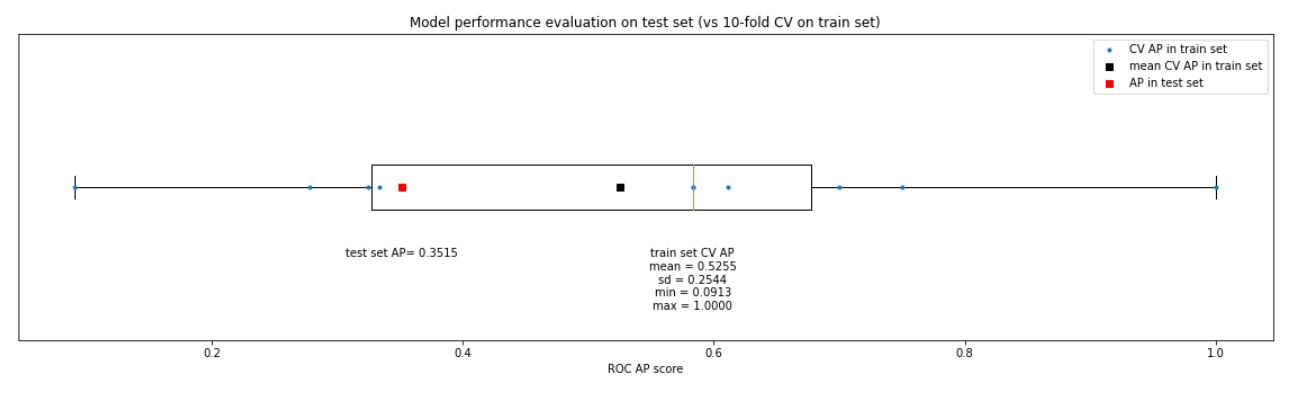 Model performance evaluation on test set (vs 10-fold CV on train set)
CV AP in train set
mean CV AP in train set
AP in test set
test set AP= 0.3515
train set CV AP
mean = 0.5255
sd = 0.2544
min = 0.0913
max = 1.0000
0.2 0.4 0.6 0.8 1.0
ROC AP score